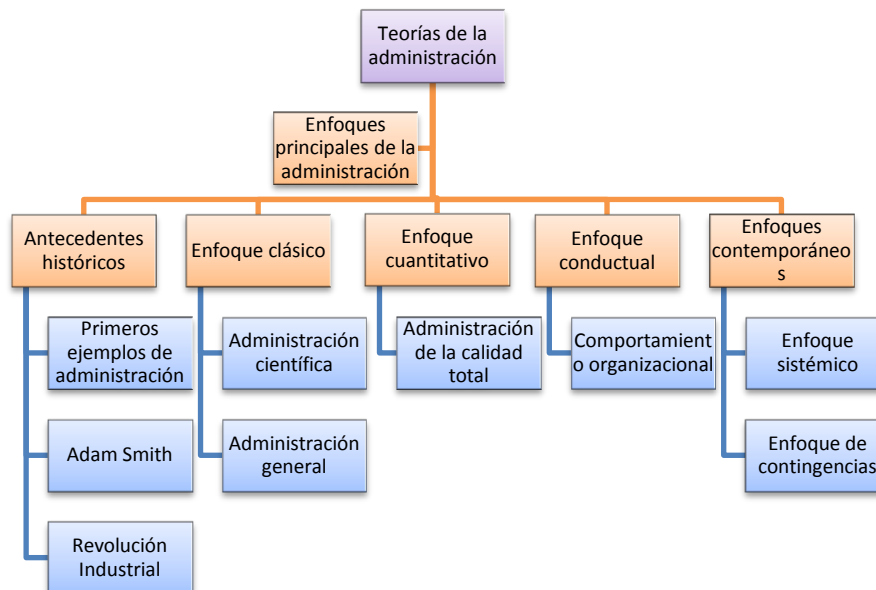 Teorías de la
administración
Enfoques
principales de la
administración
Antecedentes
históricos
Enfoque clásico
Enfoque
cuantitativo
Enfoque
conductual
Enfoques
contemporáneo
s
Primeros
ejemplos de
administración
Adam Smith
Revolución
Industrial
Administración
científica
Administración
general
Administración
de la calidad
total
Comportamient
o organizacional
Enfoque
sistémico
Enfoque de
contingencias